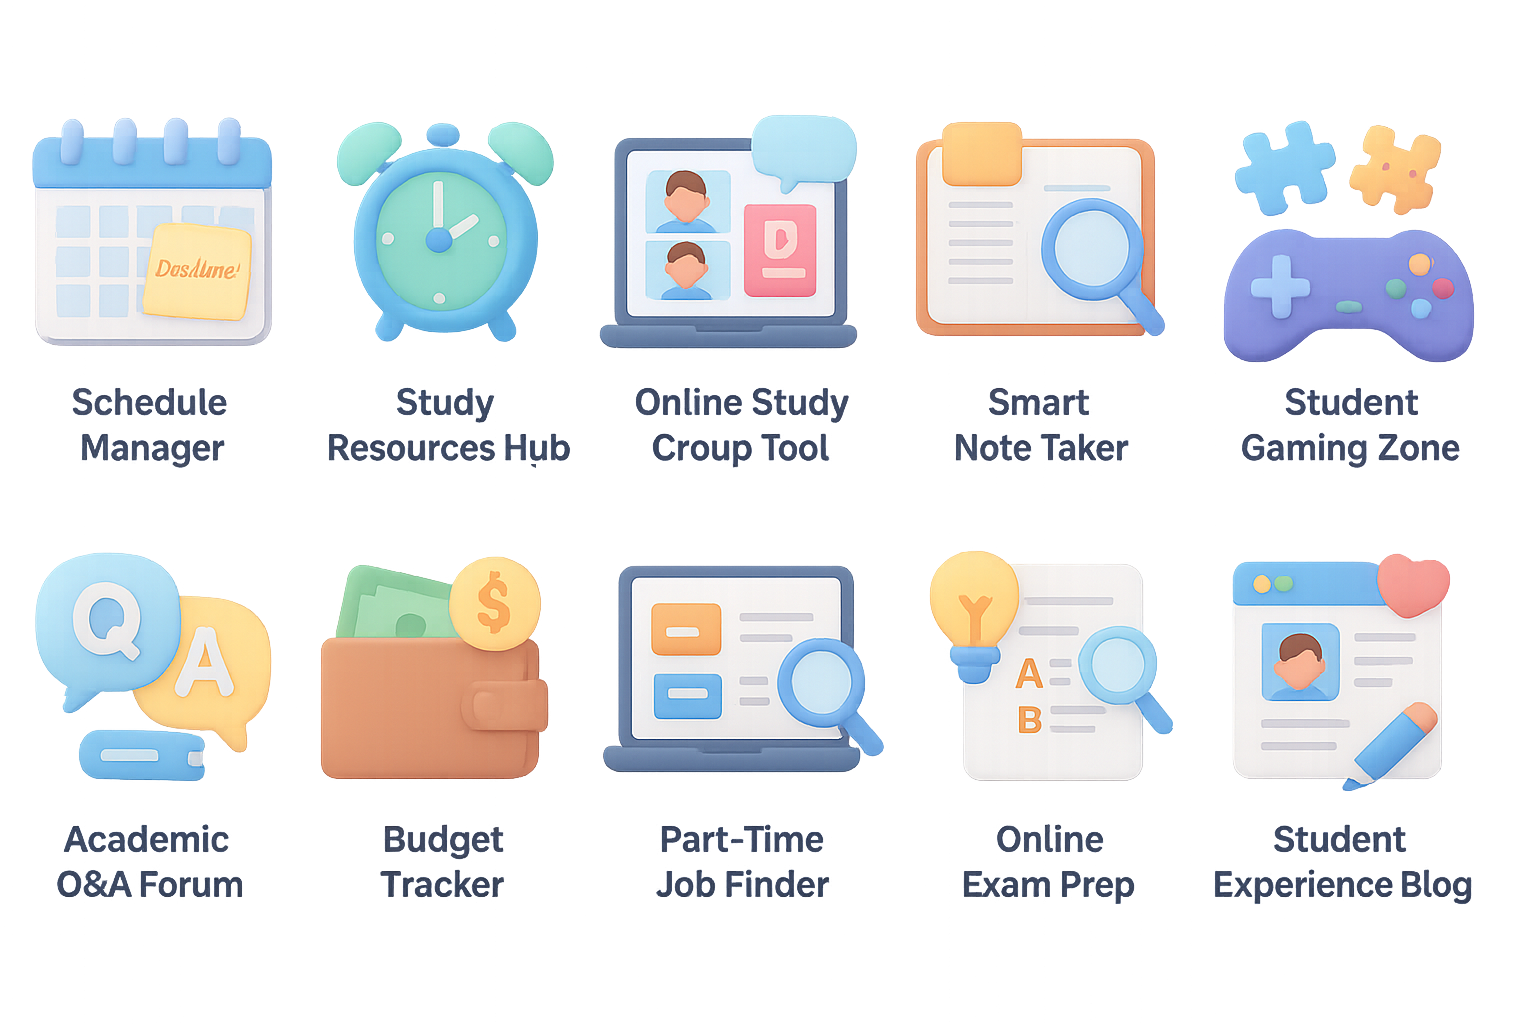 Schedule
Manager
Study
Resources Hub
Online Study
Croup Tool
Smart
Note Taker
Student
Gaming Zone
D
Q
A
$
Y
A
B
Academic
O&A Forum
Budget
Tracker
Part-Time
Job Finder
Online
Exam Prep
Student
Experience Blog